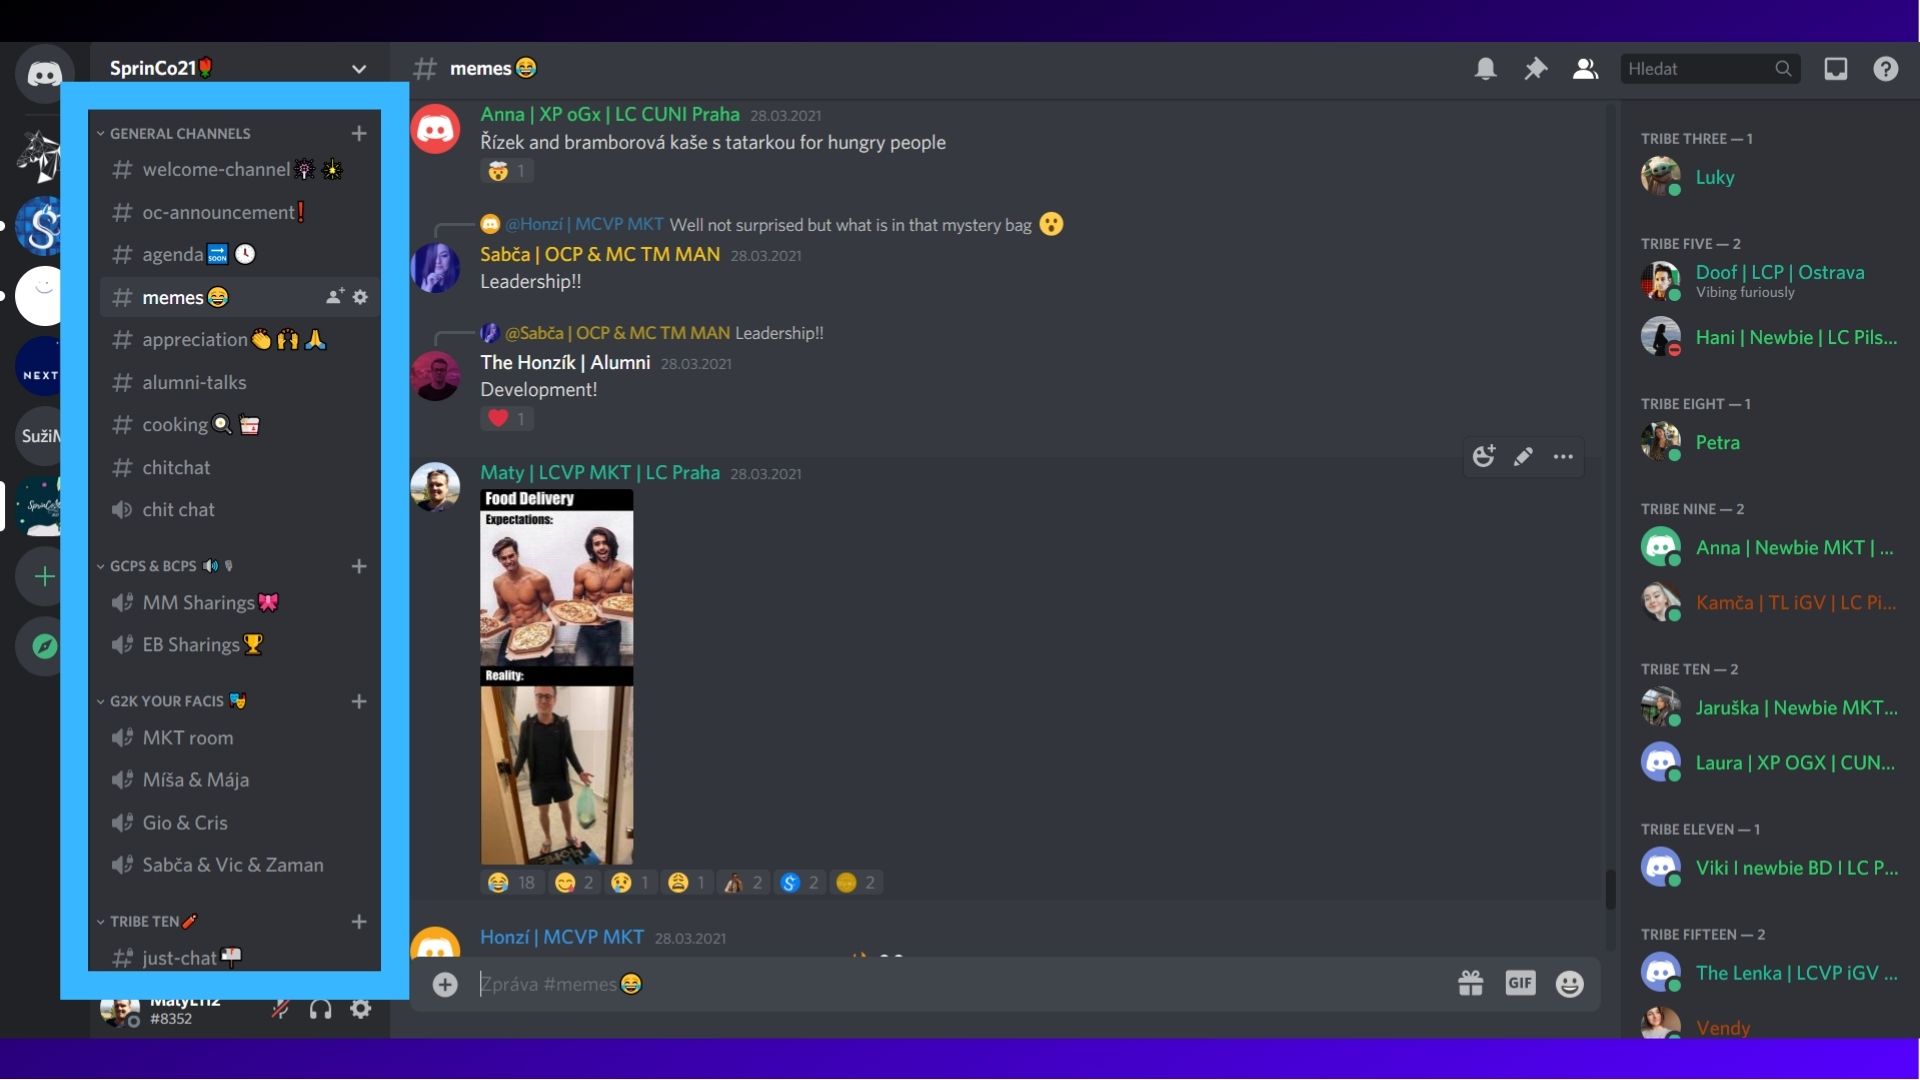 SprinCo21🌷
GENERAL CHANNELS
welcome-channel
oc-announcement❗
agenda🔜🕓
memes😂
appreciation👏🙌🙏
alumni-talks
cooking🍳🥡
chitchat
chit chat
GCPS & BCPS 🔊🎙
MM Sharings🎀
EB Sharings🏆
G2K YOUR FACIS 🎭
MKT room
Míša & Mája
Gio & Cris
Sabča & Vic & Zaman
TRIBE TEN🧨
just-chat📬
MatyL112
#8352
NEXT
# memes😂
Hledat
Anna | XP oGx | LC CUNI Praha 28.03.2021
Řízek and bramborová kaše s tatarkou for hungry people
🤯 1
@Honzí | MCVP MKT Well not surprised but what is in that mystery bag 😮
Sabča | OCP & MC TM MAN 28.03.2021
Leadership!!
@Sabča | OCP & MC TM MAN Leadership!!
The Honzík | Alumni 28.03.2021
Development!
❤️ 1
Maty | LCVP MKT | LC Praha 28.03.2021
Food Delivery
Expectations:
Reality:
😂 18 😋 2 😢 1 😩 1 2 2 2
Honzí | MCVP MKT 28.03.2021
Zpráva #memes😂
GIF
TRIBE THREE — 1
Luky
TRIBE FIVE — 2
Doof | LCP | Ostrava
Vibing furiously
Hani | Newbie | LC Pils...
TRIBE EIGHT — 1
Petra
TRIBE NINE — 2
Anna | Newbie MKT | ...
Kamča | TL iGV | LC Pi...
TRIBE TEN — 2
Jaruška | Newbie MKT...
Laura | XP OGX | CUN...
TRIBE ELEVEN — 1
Viki I newbie BD I LC P...
TRIBE FIFTEEN — 2
The Lenka | LCVP iGV ...
Vendy